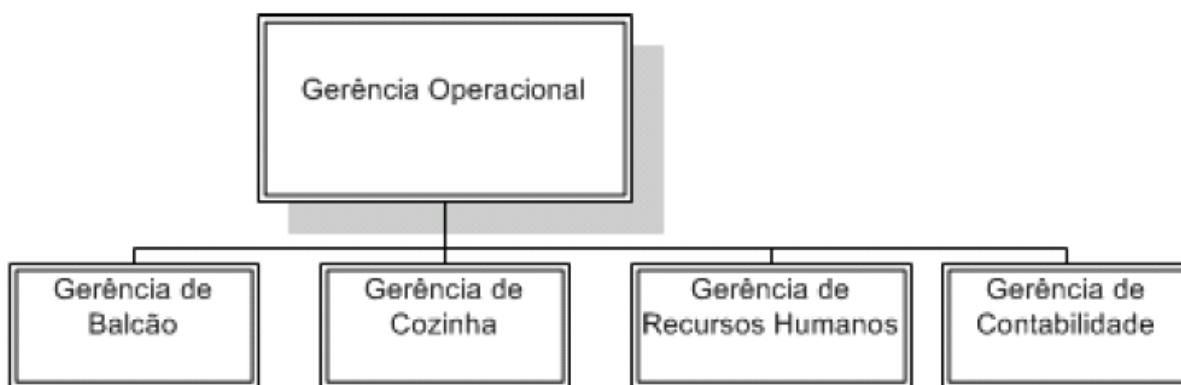 Gerência Operacional
Gerência de
Balcão
Gerência de
Cozinha
Gerência de
Recursos Humanos
Gerência de
Contabilidade